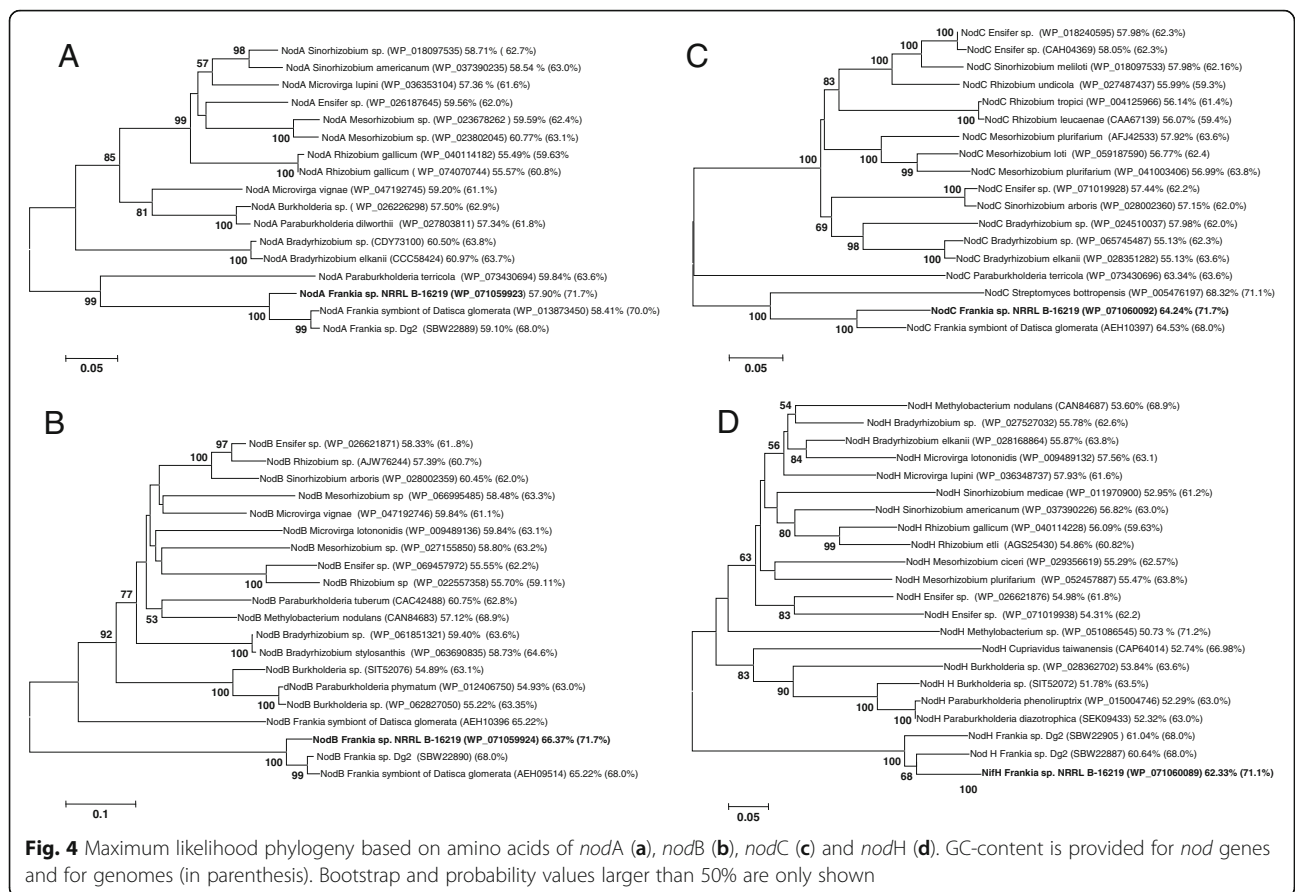 A
98
NodA Sinorhizobium sp. (WP_018097535) 58.71% ( 62.7%)
57
NodA Sinorhizobium americanum (WP_037390235) 58.54 % (63.0%)
NodA Microvirga lupini (WP_036353104) 57.36 % (61.6%)
99
NodA Ensifer sp. (WP_026187645) 59.56% (62.0%)
NodA Mesorhizobium sp. (WP_023678262 ) 59.59% (62.4%)
100
NodA Mesorhizobium sp. (WP_023802045) 60.77% (63.1%)
85
NodA Rhizobium gallicum (WP_040114182) 55.49% (59.63%
100
NodA Rhizobium gallicum ( WP_074070744) 55.57% (60.8%)
NodA Microvirga vignae (WP_047192745) 59.20% (61.1%)
81
NodA Burkholderia sp. ( WP_026226298) 57.50% (62.9%)
100
NodA Paraburkholderia dilworthii (WP_027803811) 57.34% (61.8%)
NodA Bradyrhizobium sp. (CDY73100) 60.50% (63.8%)
100
NodA Bradyrhizobium elkanii (CCC58424) 60.97% (63.7%)
NodA Paraburkholderia terricola (WP_073430694) 59.84% (63.6%)
99
NodA Frankia sp. NRRL B-16219 (WP_071059923) 57.90% (71.7%)
100
NodA Frankia symbiont of Datisca glomerata (WP_013873450) 58.41% (70.0%)
99
NodA Frankia sp. Dg2 (SBW22889) 59.10% (68.0%)
0.05
C
100
NodC Ensifer sp. (WP_018240595) 57.98% (62.3%)
100
NodC Ensifer sp. (CAH04369) 58.05% (62.3%)
100
NodC Sinorhizobium meliloti (WP_018097533) 57.98% (62.16%)
83
NodC Rhizobium undicola (WP_027487437) 55.99% (59.3%)
NodC Rhizobium tropici (WP_004125966) 56.14% (61.4%)
100
NodC Rhizobium leucaenae (CAA67139) 56.07% (59.4%)
NodC Mesorhizobium plurifarium (AFJ42533) 57.92% (63.6%)
100
100
NodC Mesorhizobium loti (WP_059187590) 56.77% (62.4)
99
NodC Mesorhizobium plurifarium (WP_041003406) 56.99% (63.8%)
100
NodC Ensifer sp. (WP_071019928) 57.44% (62.2%)
NodC Sinorhizobium arboris (WP_028002360) 57.15% (62.0%)
69
NodC Bradyrhizobium sp. (WP_024510037) 57.98% (62.0%)
98
NodC Bradyrhizobium sp. (WP_065745487) 55.13% (62.3%)
100
NodC Bradyrhizobium elkanii (WP_028351282) 55.13% (63.6%)
NodC Paraburkholderia terricola (WP_073430696) 63.34% (63.6%)
NodC Streptomyces bottropensis (WP_005476197) 68.32% (71.1%)
100
NodC Frankia sp. NRRL B-16219 (WP_071060092) 64.24% (71.7%)
100
NodC Frankia symbiont of Datisca glomerata (AEH10397) 64.53% (68.0%)
0.05
B
97
NodB Ensifer sp. (WP_026621871) 58.33% (61..8%)
100
NodB Rhizobium sp. (AJW76244) 57.39% (60.7%)
NodB Sinorhizobium arboris (WP_028002359) 60.45% (62.0%)
NodB Mesorhizobium sp (WP_066995485) 58.48% (63.3%)
NodB Microvirga vignae (WP_047192746) 59.84% (61.1%)
NodB Microvirga lotononidis (WP_009489136) 59.84% (63.1%)
NodB Mesorhizobium sp. (WP_027155850) 58.80% (63.2%)
NodB Ensifer sp. (WP_069457972) 55.55% (62.2%)
100
NodB Rhizobium sp (WP_022557358) 55.70% (59.11%)
77
NodB Paraburkholderia tuberum (CAC42488) 60.75% (62.8%)
53
NodB Methylobacterium nodulans (CAN84683) 57.12% (68.9%)
92
NodB Bradyrhizobium sp. (WP_061851321) 59.40% (63.6%)
NodB Bradyrhizobium stylosanthis (WP_063690835) 58.73% (64.6%)
NodB Burkholderia sp. (SIT52076) 54.89% (63.1%)
100
dNodB Paraburkholderia phymatum (WP_012406750) 54.93% (63.0%)
100
NodB Burkholderia sp. (WP_062827050) 55.22% (63.35%)
NodB Frankia symbiont of Datisca glomerata (AEH10396 65.22%)
NodB Frankia sp. NRRL B-16219 (WP_071059924) 66.37% (71.7%)
100
NodB Frankia sp. Dg2 (SBW22890) (68.0%)
99
NodB Frankia symbiont of Datisca glomerata (AEH09514) 65.22% (68.0%)
0.1
D
54
NodH Methylobacterium nodulans (CAN84687) 53.60% (68.9%)
NodH Bradyrhizobium sp. (WP_027527032) 55.78% (62.6%)
56
NodH Bradyrhizobium elkanii (WP_028168864) 55.87% (63.8%)
84
NodH Microvirga lotononidis (WP_009489132) 57.56% (63.1)
NodH Microvirga lupini (WP_036348737) 57.93% (61.6%)
NodH Sinorhizobium medicae (WP_011970900) 52.95% (61.2%)
NodH Sinorhizobium americanum (WP_037390226) 56.82% (63.0%)
80
NodH Rhizobium gallicum (WP_040114228) 56.09% (59.63%)
99
NodH Rhizobium etli (AGS25430) 54.86% (60.82%)
63
NodH Mesorhizobium ciceri (WP_029356619) 55.29% (62.57%)
NodH Mesorhizobium plurifarium (WP_052457887) 55.47% (63.8%)
NodH Ensifer sp. (WP_026621876) 54.98% (61.8%)
83
NodH Ensifer sp. (WP_071019938) 54.31% (62.2)
NodH Methylobacterium sp. (WP_051086545) 50.73 % (71.2%)
NodH Cupriavidus taiwanensis (CAP64014) 52.74% (66.98%)
83
NodH Burkholderia sp. (WP_028362702) 53.84% (63.6%)
90
NodH H Burkholderia sp. (SIT52072) 51.78% (63.5%)
100
NodH Paraburkholderia phenoliruptrix (WP_015004746) 52.29% (63.0%)
100
NodH Paraburkholderia diazotrophica (SEK09433) 52.32% (63.0%)
NodH Frankia sp. Dg2 (SBW22905 ) 61.04% (68.0%)
100
Nod H Frankia sp. Dg2 (SBW22887) 60.64% (68.0%)
68
NifH Frankia sp. NRRL B-16219 (WP_071060089) 62.33% (71.1%)
100
0.05
Fig. 4 Maximum likelihood phylogeny based on amino acids of nodA (a), nodB (b), nodC (c) and nodH (d). GC-content is provided for nod genes
and for genomes (in parenthesis). Bootstrap and probability values larger than 50% are only shown